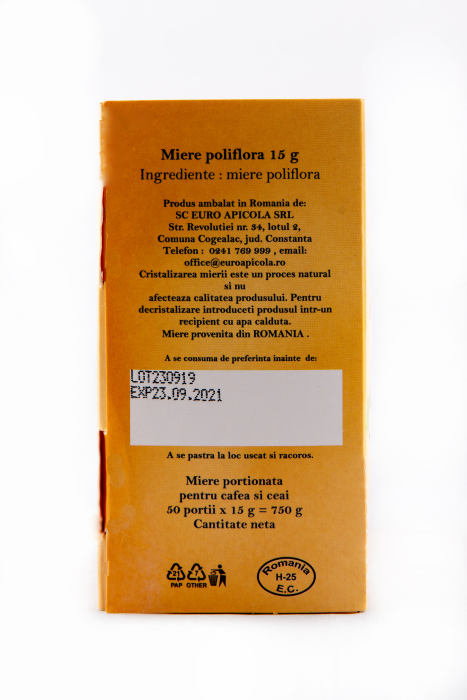 Miere poliflora 15 g
Ingrediente : miere poliflora
Produs ambalat in Romania de:
SC EURO APICOLA SRL
Str. Revolutiei nr. 34, lotul 2,
Comuna Cogealac, jud. Constanta
Telefon : 0241 769 999 , email:
office@euroapicola.ro
Cristalizarea mierii este un proces natural
si nu
afecteaza calitatea produsului. Pentru
decristalizare introduceti produsul intr-un
recipient cu apa calduta.
Miere provenita din ROMANIA .
A se consuma de preferinta inainte de:
LOT230919
EXP23.09.2021
A se pastra la loc uscat si racoros.
Miere portionata
pentru cafea si ceai
50 portii x 15 g = 750 g
Cantitate neta
21
PAP OTHER
Romania
H-25
E.C.